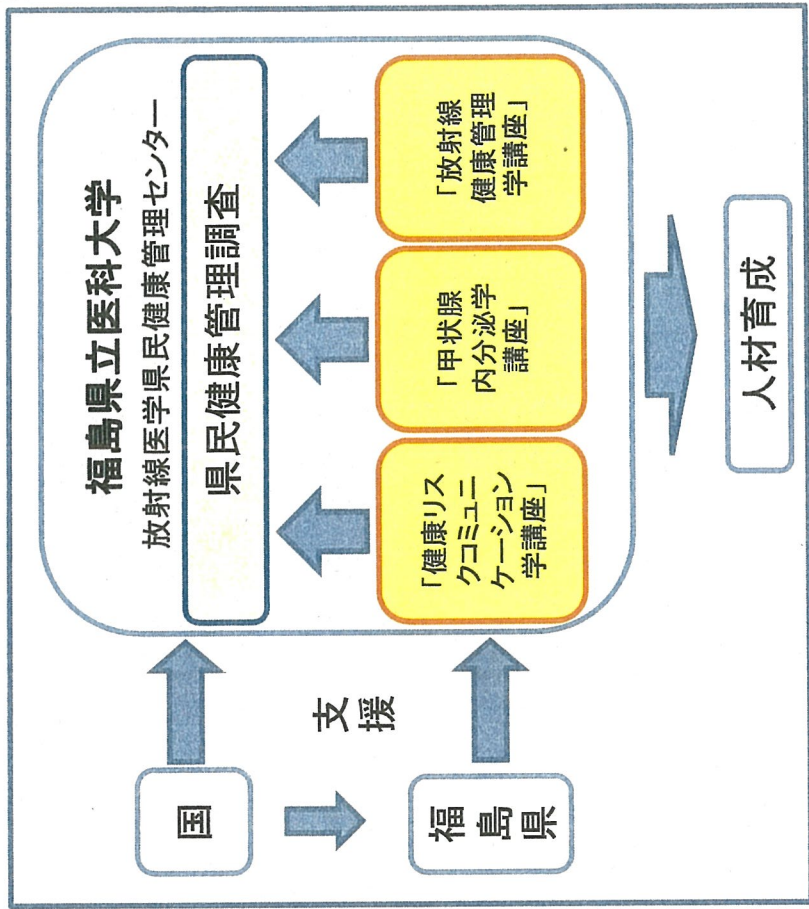 福島県立医科大学
放射線医学県民健康管理センター
県民健康管理調査
「健康リス
クコミュニ
ケーション
学講座」
「甲状腺
内分泌学
講座」
「放射線
健康管理
学講座」
国
支
援
福
島
県
人材育成